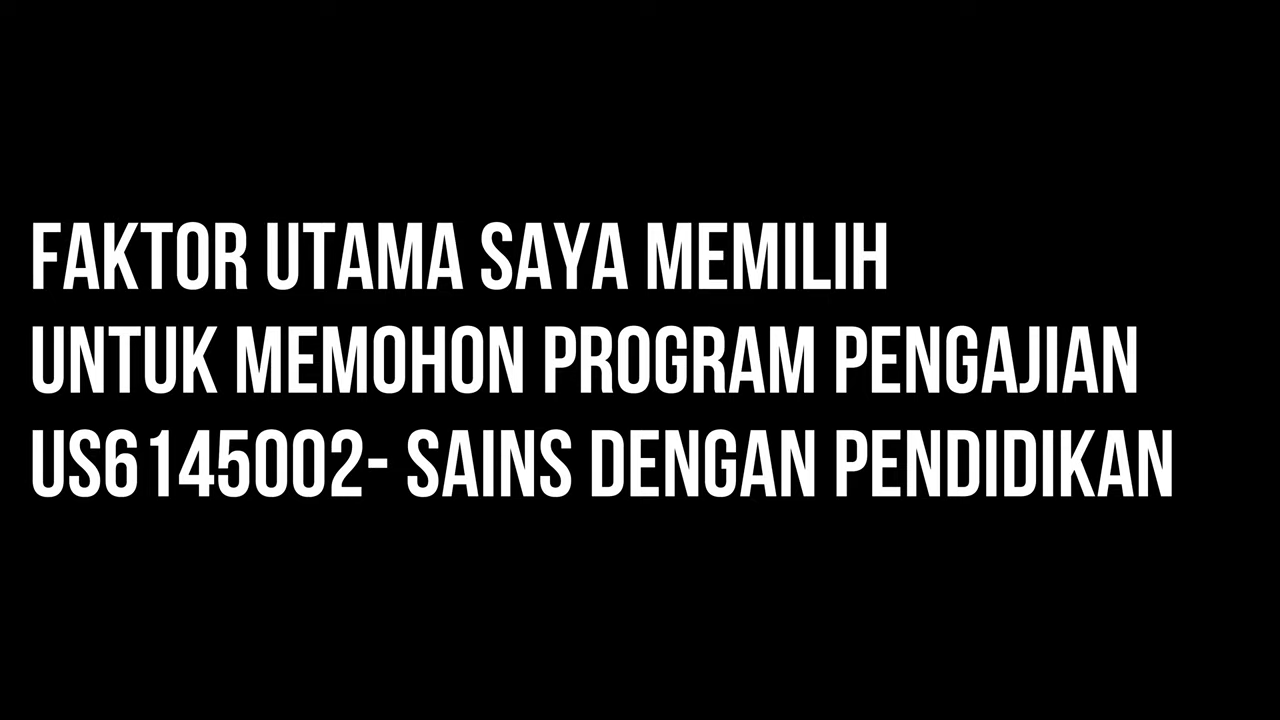 FAKTOR UTAMA SAYA MEMILIH
UNTUK MEMOHON PROGRAM PENGAJIAN
US6145002- SAINS DENGAN PENDIDIKAN